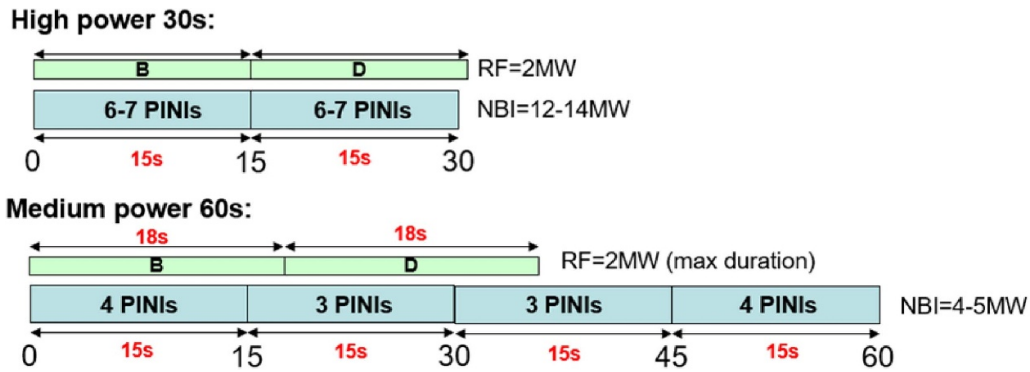 High power 30s:
B D RF=2MW
6-7 PINIs 6-7 PINIs NBI=12-14MW
0 15s 15 15s 30
Medium power 60s:
18s 18s
B D RF=2MW (max duration)
4 PINIs 3 PINIs 3 PINIs 4 PINIs NBI=4-5MW
0 15s 15 15s 30 15s 45 15s 60